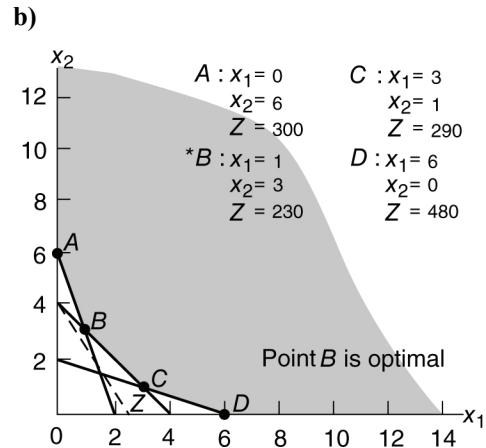 b)
x2
A : x1 = 0
x2 = 6
Z = 300
*B : x1 = 1
x2 = 3
Z = 230
C : x1 = 3
x2 = 1
Z = 290
D : x1 = 6
x2 = 0
Z = 480
12
10
8
6
4
2
A
B
C
D
Z
Point B is optimal
0 2 4 6 8 10 12 14 x1